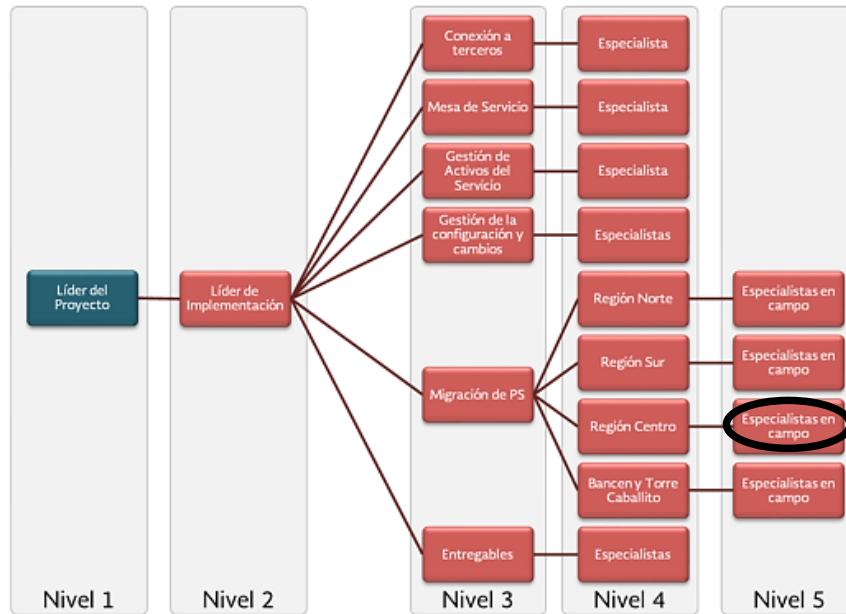 Conexión a
terceros
Especialista
Mesa de Servicio
Especialista
Gestión de
Activos del
Servicio
Especialista
Gestión de la
configuración y
cambios
Especialistas
Líder del
Proyecto
Líder de
Implementación
Migración de PS
Región Norte
Especialistas en
campo
Región Sur
Especialistas en
campo
Región Centro
Especialistas en
campo
Bancen y Torre
Caballito
Especialistas en
campo
Entregables
Especialistas
Nivel 1
Nivel 2
Nivel 3
Nivel 4
Nivel 5